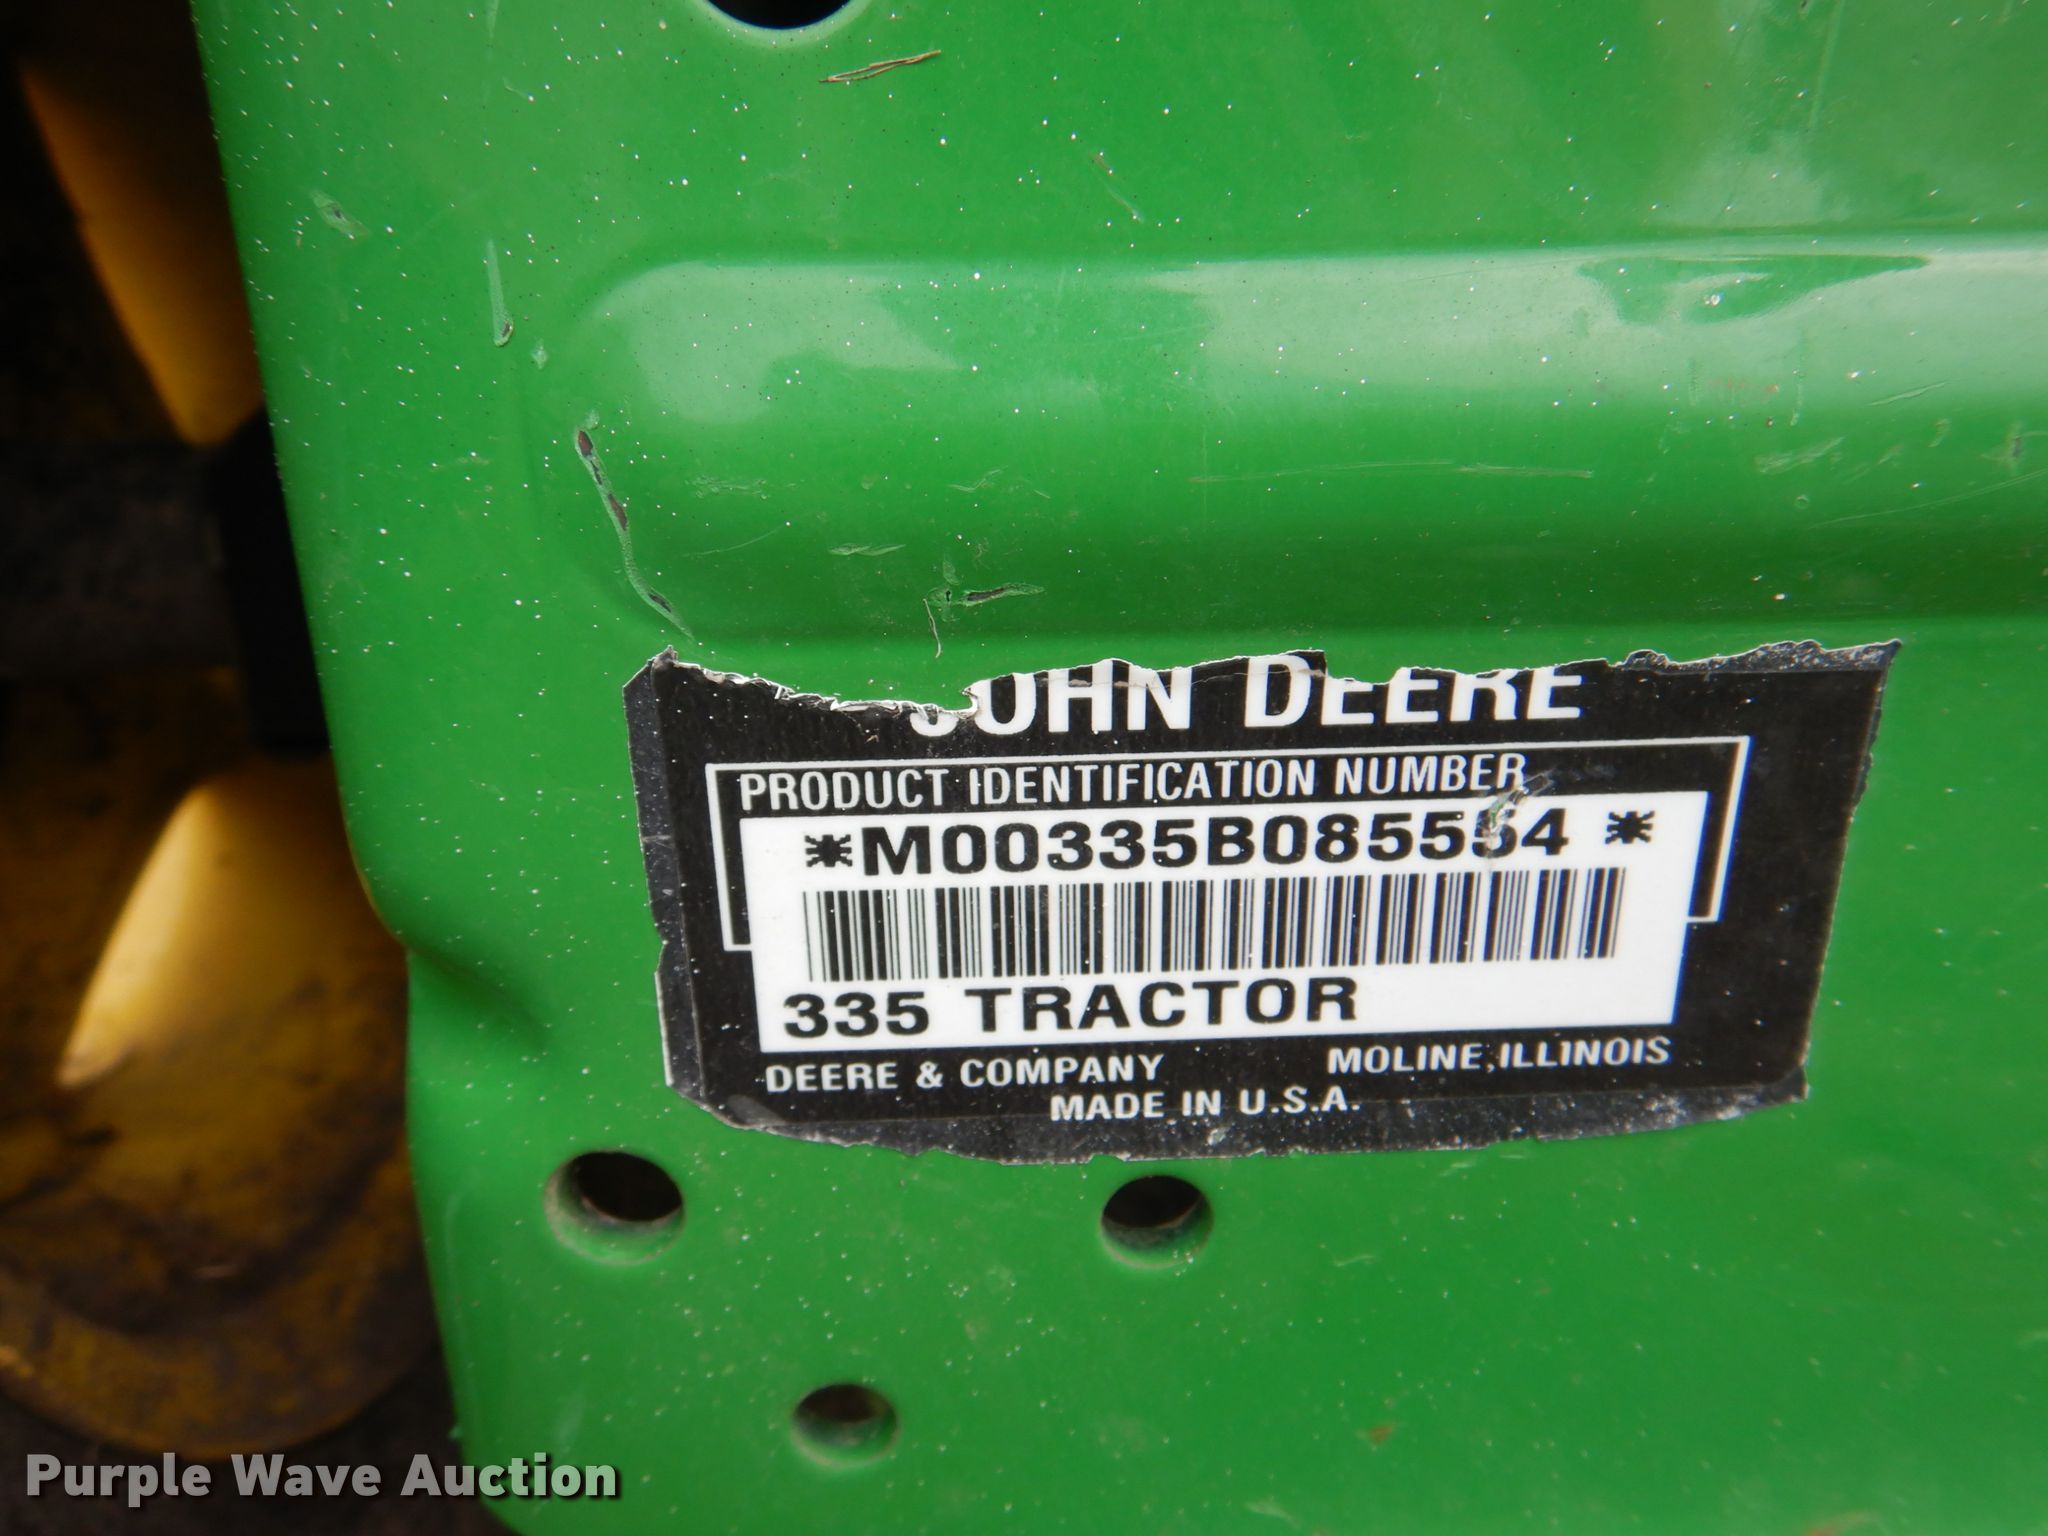 JOHN DEERE
PRODUCT IDENTIFICATION NUMBER
*M00335B085554 *
335 TRACTOR
DEERE & COMPANY MOLINE, ILLINOIS
MADE IN U.S.A.
Purple Wave Auction